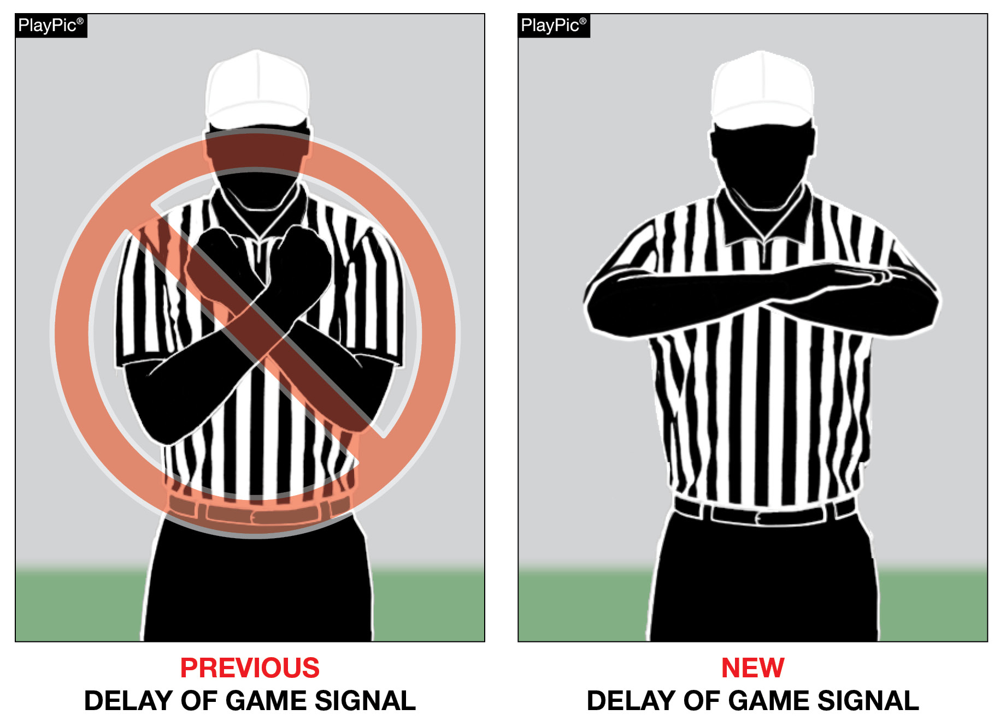 PlayPic®
PREVIOUS
DELAY OF GAME SIGNAL
PlayPic®
NEW
DELAY OF GAME SIGNAL